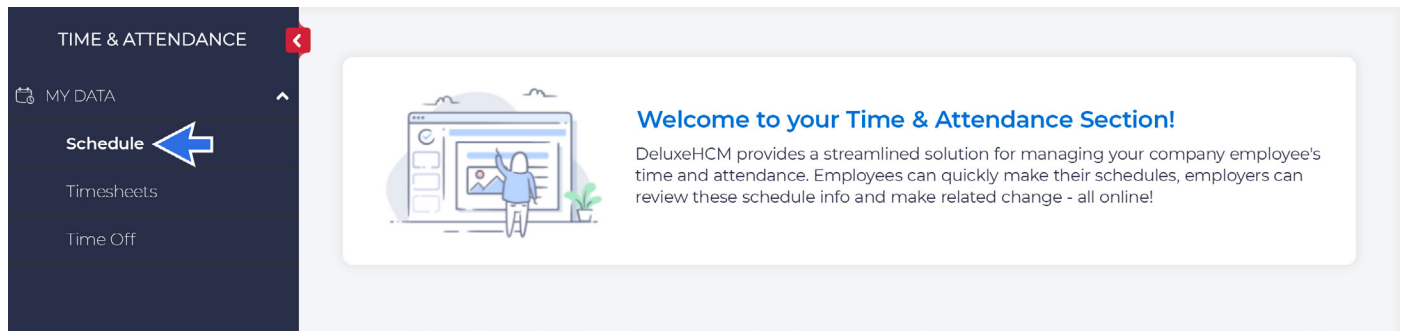 TIME & ATTENDANCE
MY DATA
Schedule
Timesheets
Time Off
Welcome to your Time & Attendance Section!
DeluxeHCM provides a streamlined solution for managing your company employee's
time and attendance. Employees can quickly make their schedules, employers can
review these schedule info and make related change - all online!